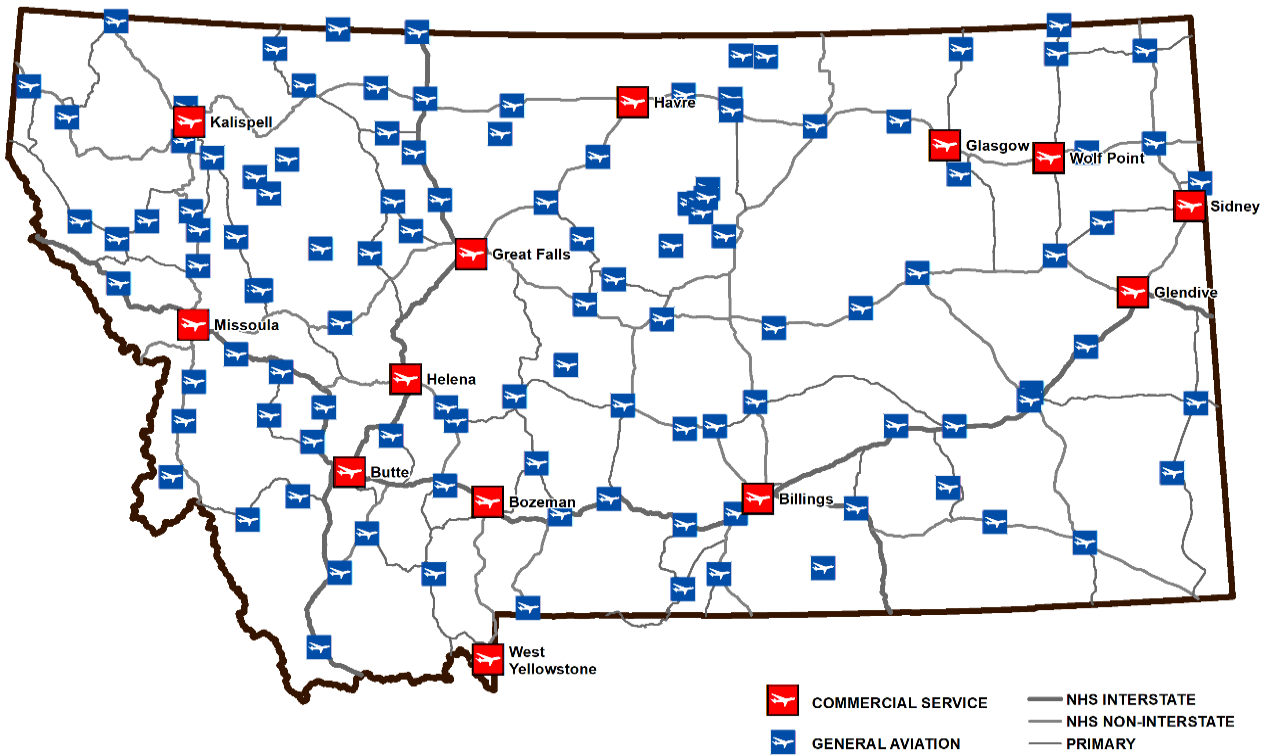 Havre
Kalispell
Glasgow
Wolf Point
Sidney
Great Falls
Glendive
Missoula
Helena
Butte
Bozeman
Billings
West
Yellowstone
COMMERCIAL SERVICE
GENERAL AVIATION
NHS INTERSTATE
NHS NON-INTERSTATE
PRIMARY